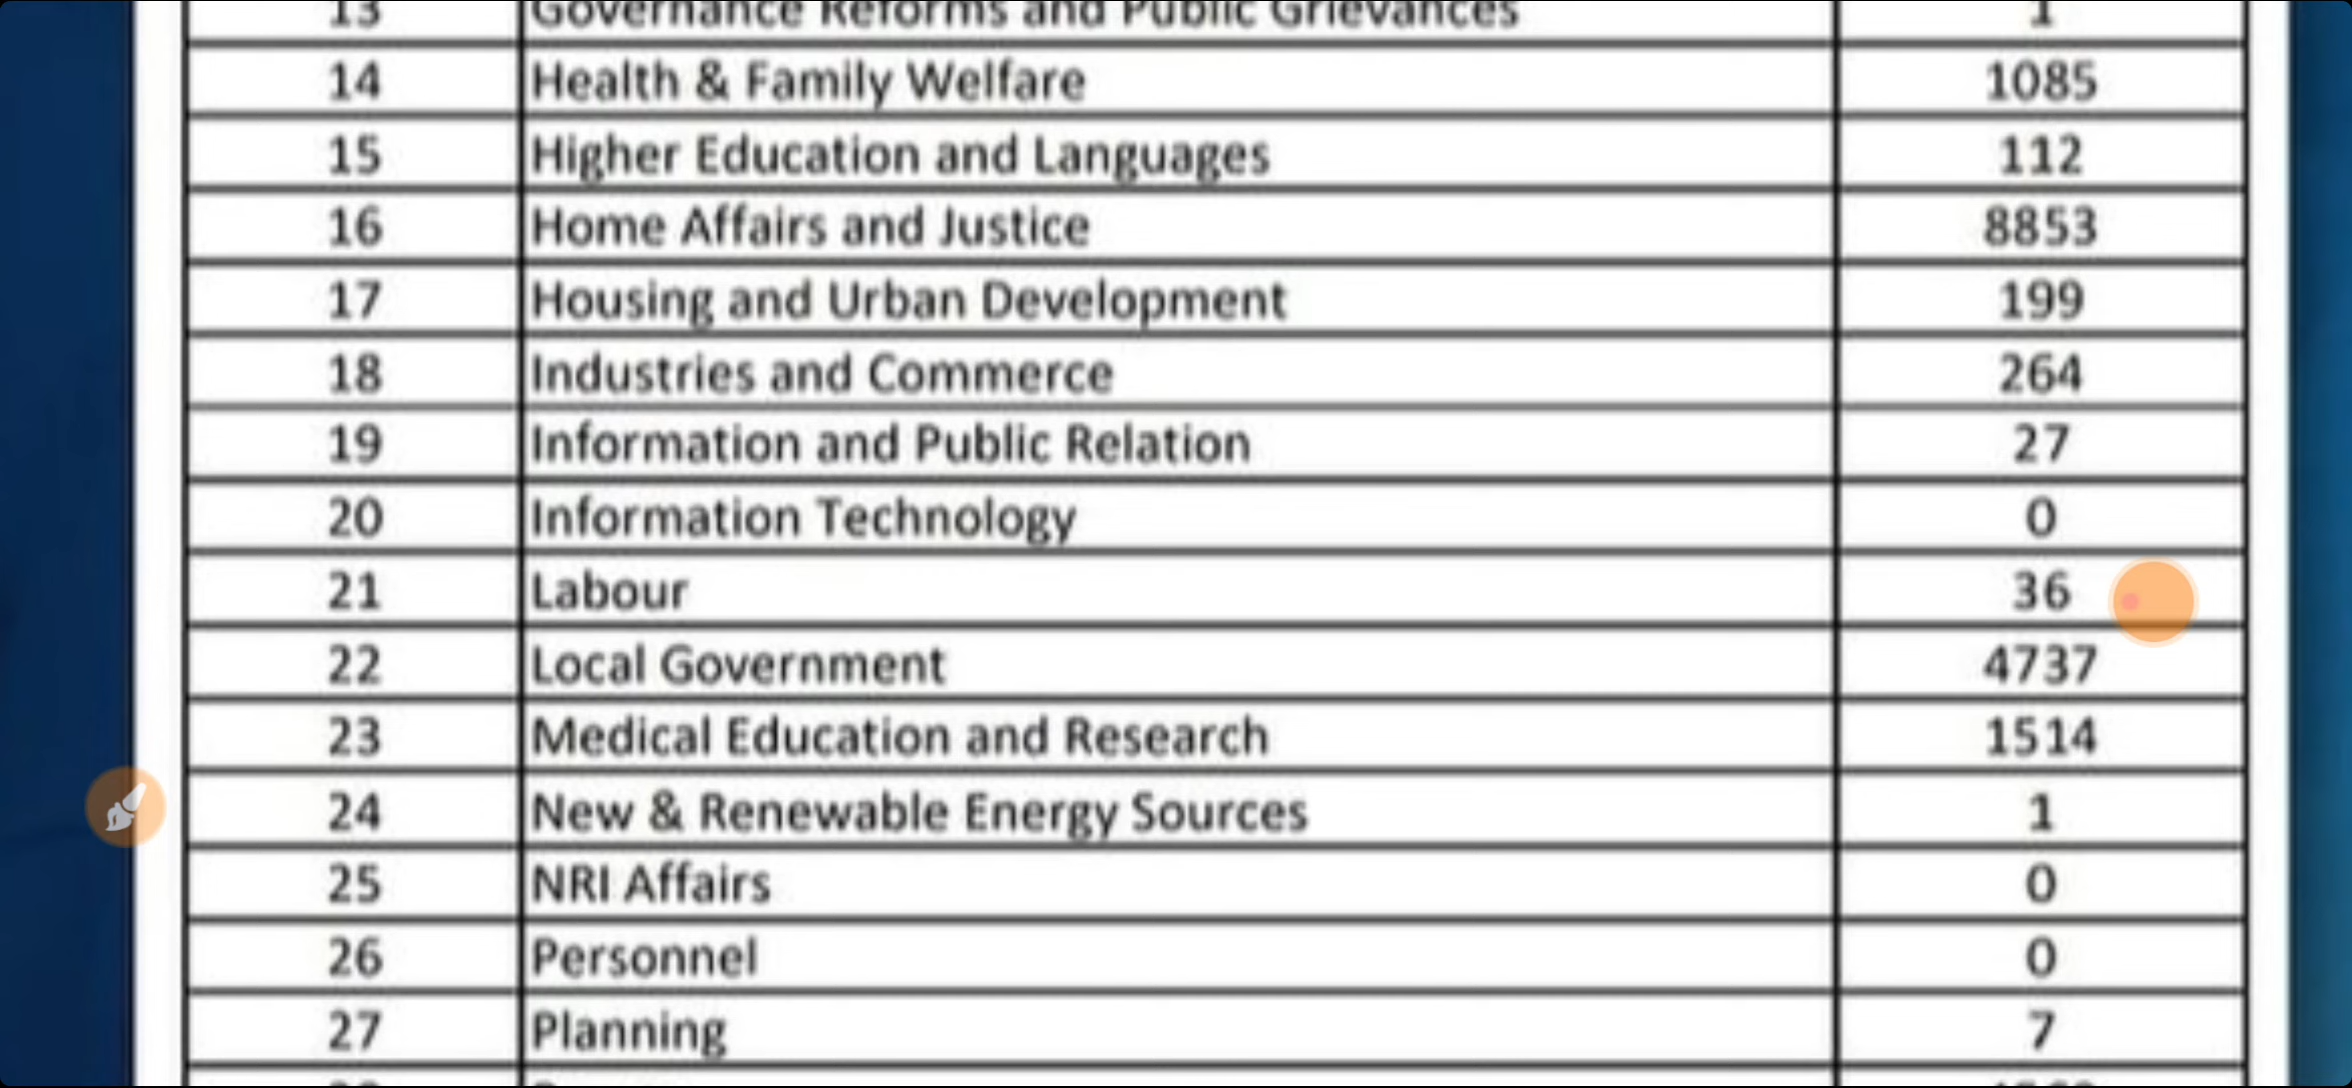 13 Governance Reforms and Public Grievances 1
14 Health & Family Welfare 1085
15 Higher Education and Languages 112
16 Home Affairs and Justice 8853
17 Housing and Urban Development 199
18 Industries and Commerce 264
19 Information and Public Relation 27
20 Information Technology 0
21 Labour 36
22 Local Government 4737
23 Medical Education and Research 1514
24 New & Renewable Energy Sources 1
25 NRI Affairs 0
26 Personnel 0
27 Planning 7